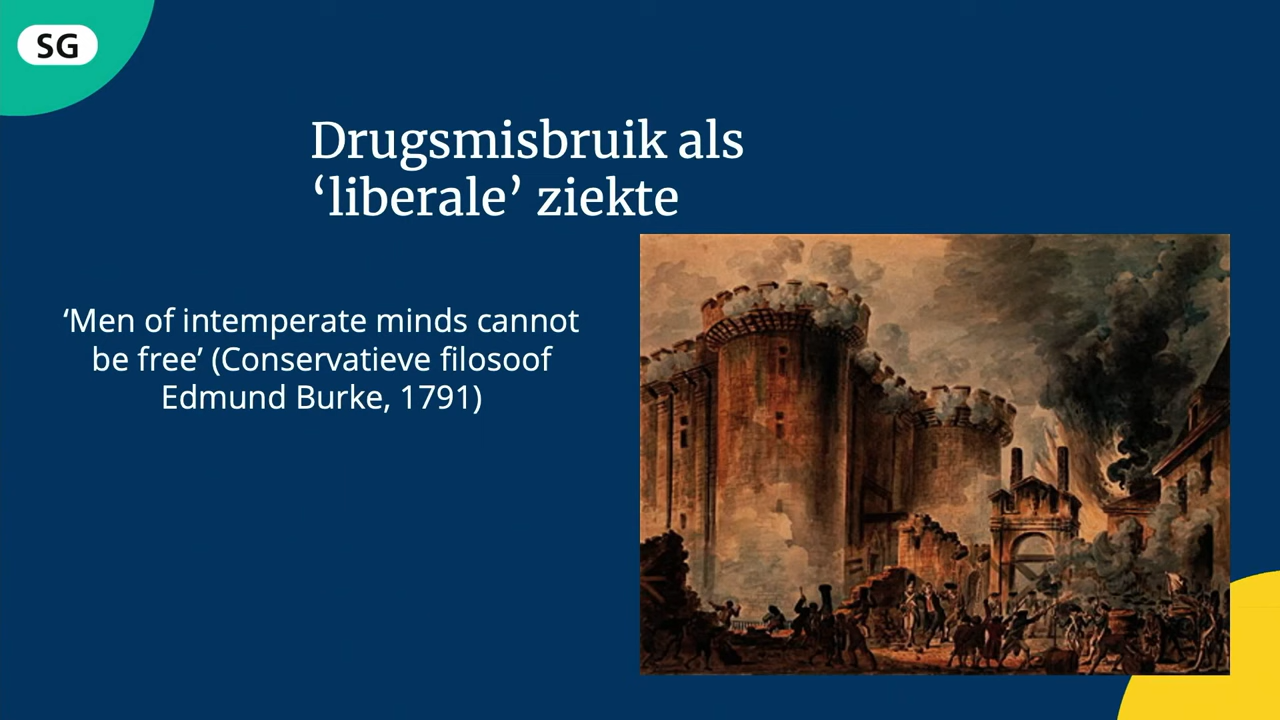 SG
Drugsmisbruik als
‘liberale’ ziekte
‘Men of intemperate minds cannot
be free’ (Conservatieve filosoof
Edmund Burke, 1791)